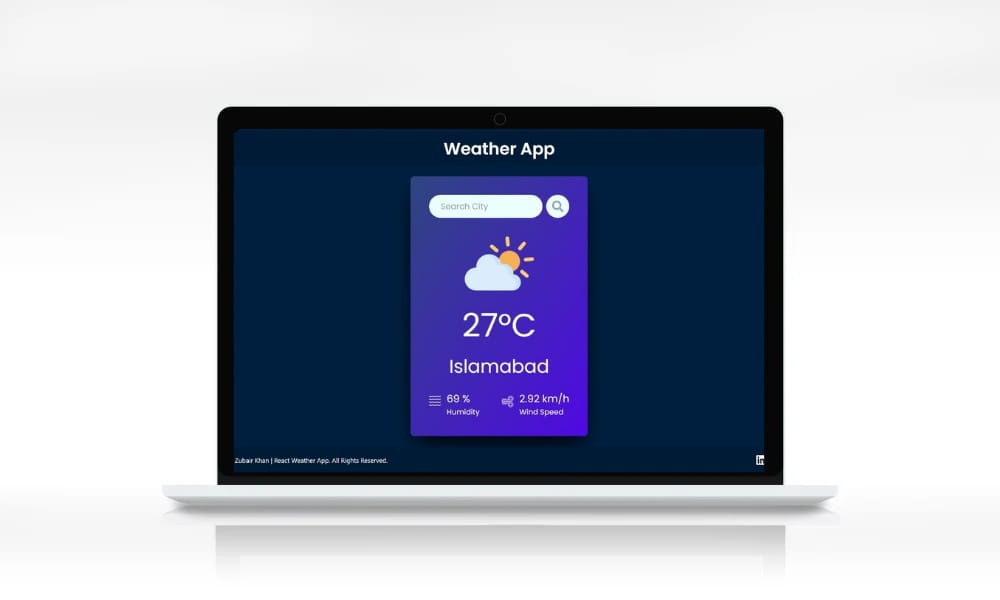 Weather App
Search City
27°C
Islamabad
69 %
Humidity
2.92 km/h
Wind Speed
Zubair Khan | React Weather App. All Rights Reserved.
in